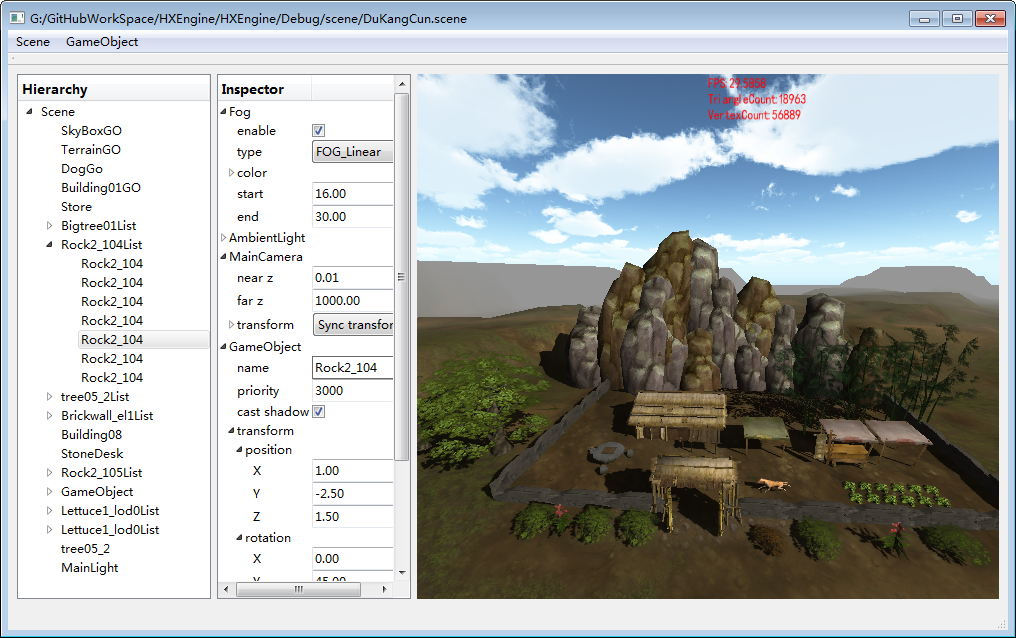 G:/GitHubWorkSpace/HXEngine/HXEngine/Debug/scene/DuKangCun.scene
Scene GameObject
Hierarchy
Scene
SkyBoxGO
TerrainGO
DogGo
Building01GO
Store
Bigtree01List
Rock2_104List
Rock2_104
Rock2_104
Rock2_104
Rock2_104
Rock2_104
Rock2_104
Rock2_104
tree05_2List
Brickwall_el1List
Building08
StoneDesk
Rock2_105List
GameObject
Lettuce1_lod0List
Lettuce1_lod0List
tree05_2
MainLight
Inspector
Fog
enable
type FOG_Linear
color
start 16.00
end 30.00
AmbientLight
MainCamera
near z 0.01
far z 1000.00
transform Sync transfor
GameObject
name Rock2_104
priority 3000
cast shadow
transform
position
X 1.00
Y -2.50
Z 1.50
rotation
X 0.00
Y 45.00
FPS:29.5858
TriangleCount:18963
VertexCount:56889